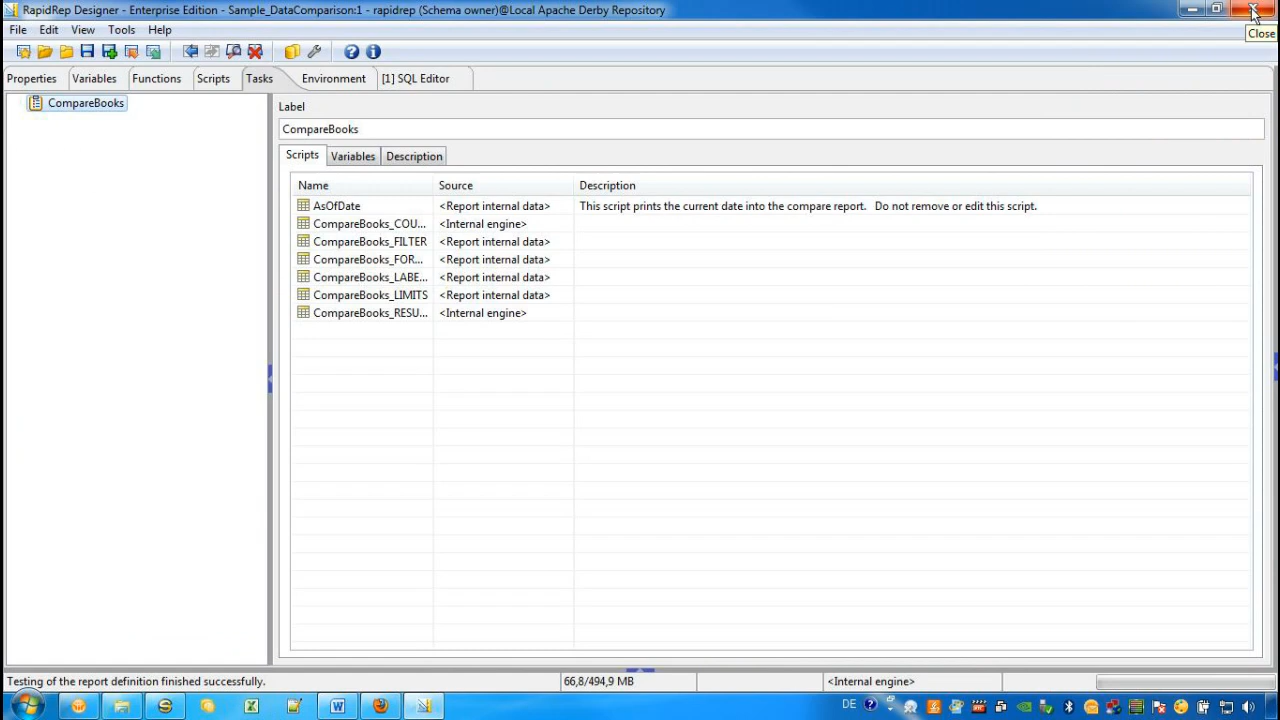 RapidRep Designer - Enterprise Edition - Sample_DataComparison:1 - rapidrep (Schema owner)@Local Apache Derby Repository
File Edit View Tools Help
Close
Properties Variables Functions Scripts Tasks Environment [1] SQL Editor
CompareBooks
Label
CompareBooks
Scripts Variables Description
Name Source Description
AsOfDate <Report internal data> This script prints the current date into the compare report. Do not remove or edit this script.
CompareBooks_COU... <Internal engine>
CompareBooks_FILTER <Report internal data>
CompareBooks_FOR... <Report internal data>
CompareBooks_LABE... <Report internal data>
CompareBooks_LIMITS <Report internal data>
CompareBooks_RESU... <Internal engine>
Testing of the report definition finished successfully. 66,8/494,9 MB <Internal engine>
DE